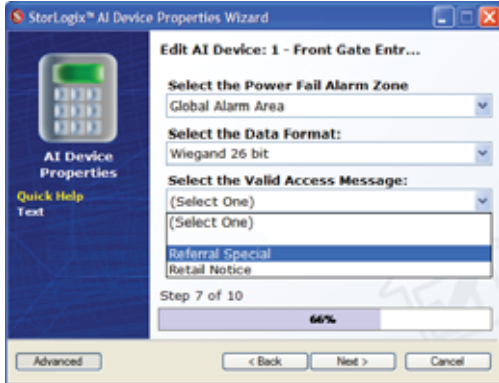 StorLogix™ AI Device Properties Wizard
Edit AI Device: 1 - Front Gate Entr...
Select the Power Fail Alarm Zone
Global Alarm Area
Select the Data Format:
Wiegand 26 bit
AI Device
Properties
Select the Valid Access Message:
Quick Help
Text
(Select One)
(Select One)
Referral Special
Retail Notice
Step 7 of 10
66%
Advanced
< Back
Next >
Cancel